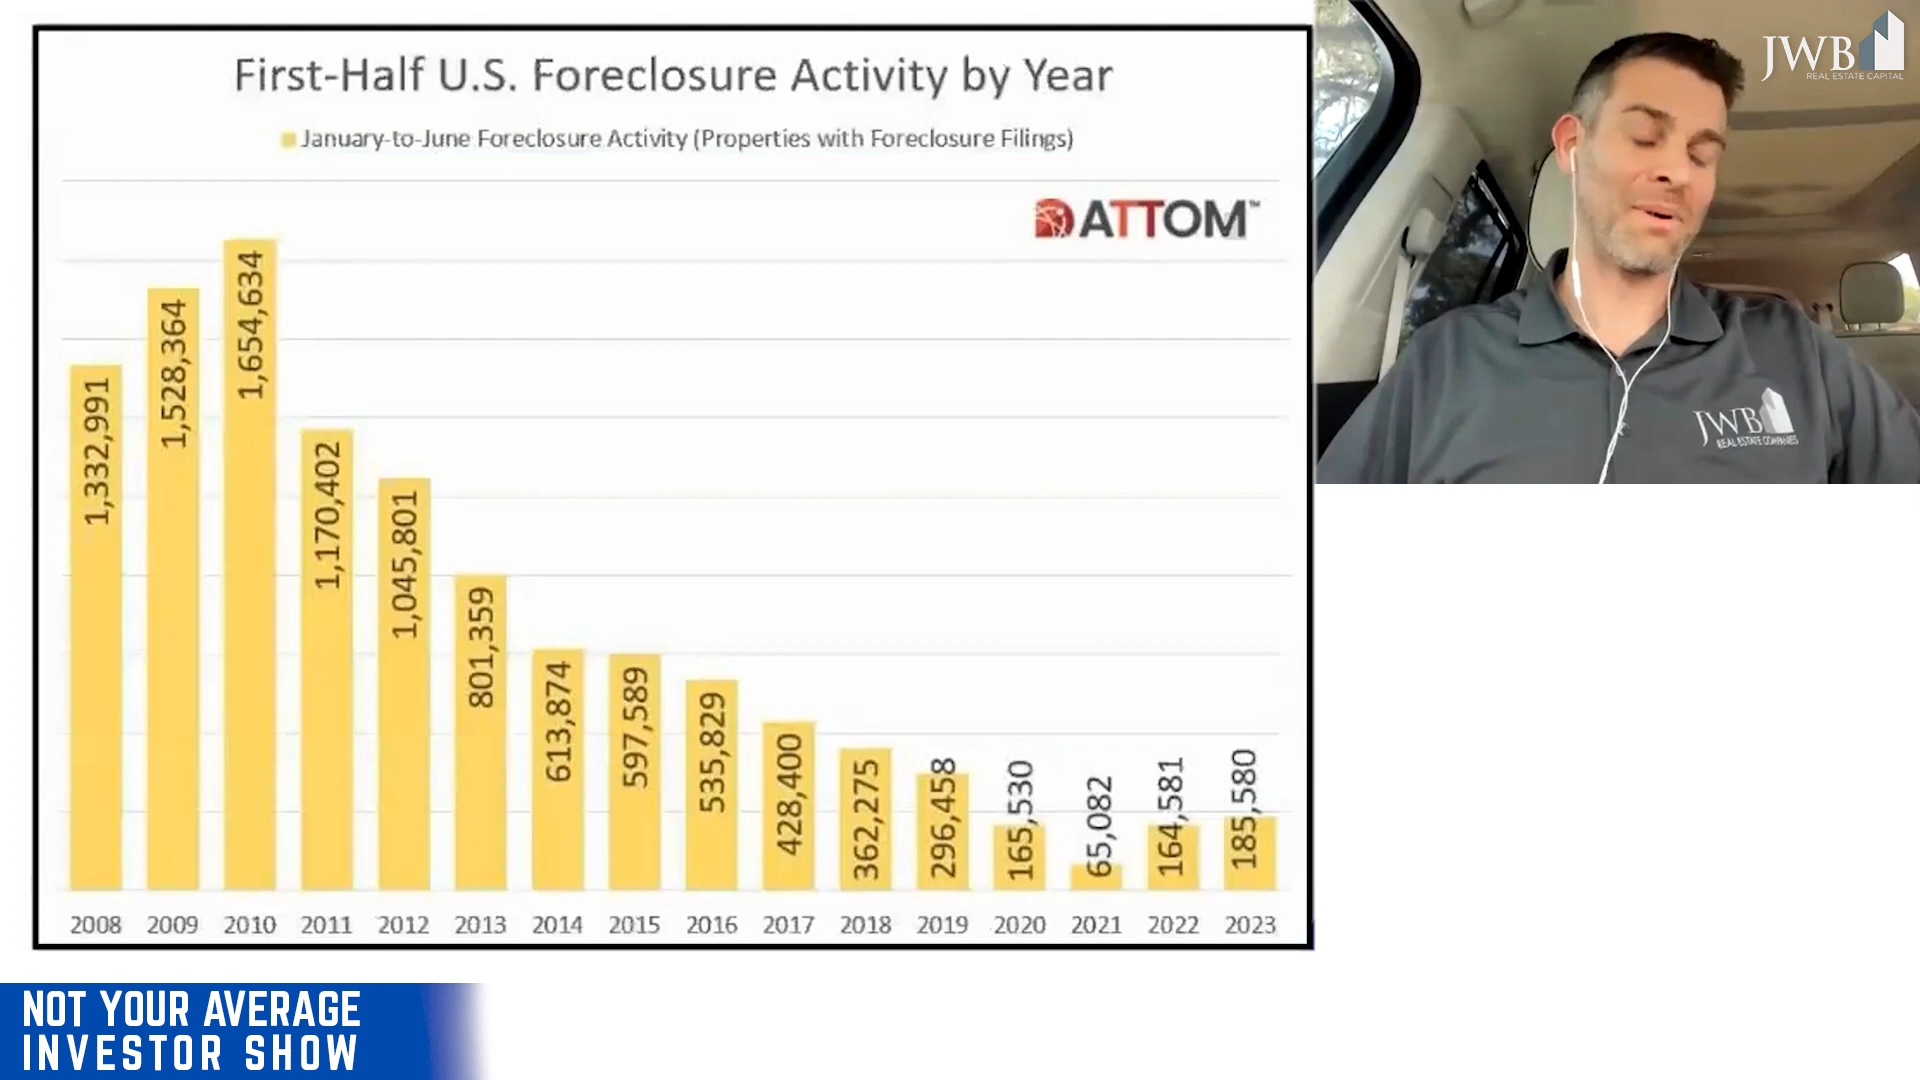 First-Half U.S. Foreclosure Activity by Year
January-to-June Foreclosure Activity (Properties with Foreclosure Filings)
ATTOM™
1,332,991
1,528,364
1,654,634
1,170,402
1,045,801
801,359
613,874
597,589
535,829
428,400
362,275
296,458
165,530
65,082
164,581
185,580
2008 2009 2010 2011 2012 2013 2014 2015 2016 2017 2018 2019 2020 2021 2022 2023
JWB
REAL ESTATE CAPITAL
JWB
REAL ESTATE COMPANIES
NOT YOUR AVERAGE
INVESTOR SHOW